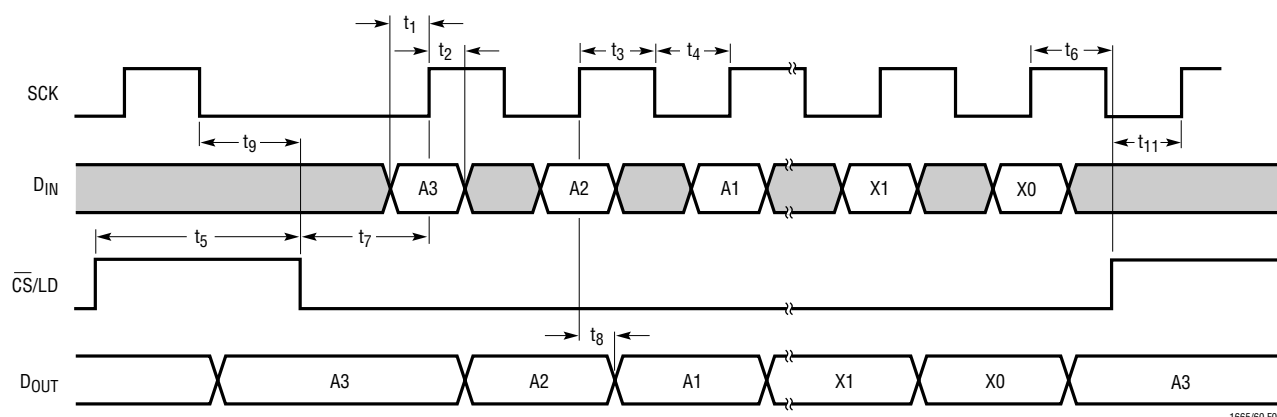 t1
t2
t3
t4
t6
SCK
t9
t11
DIN
A3
A2
A1
X1
X0
t5
t7
CS/LD
t8
DOUT
A3
A2
A1
X1
X0
A3